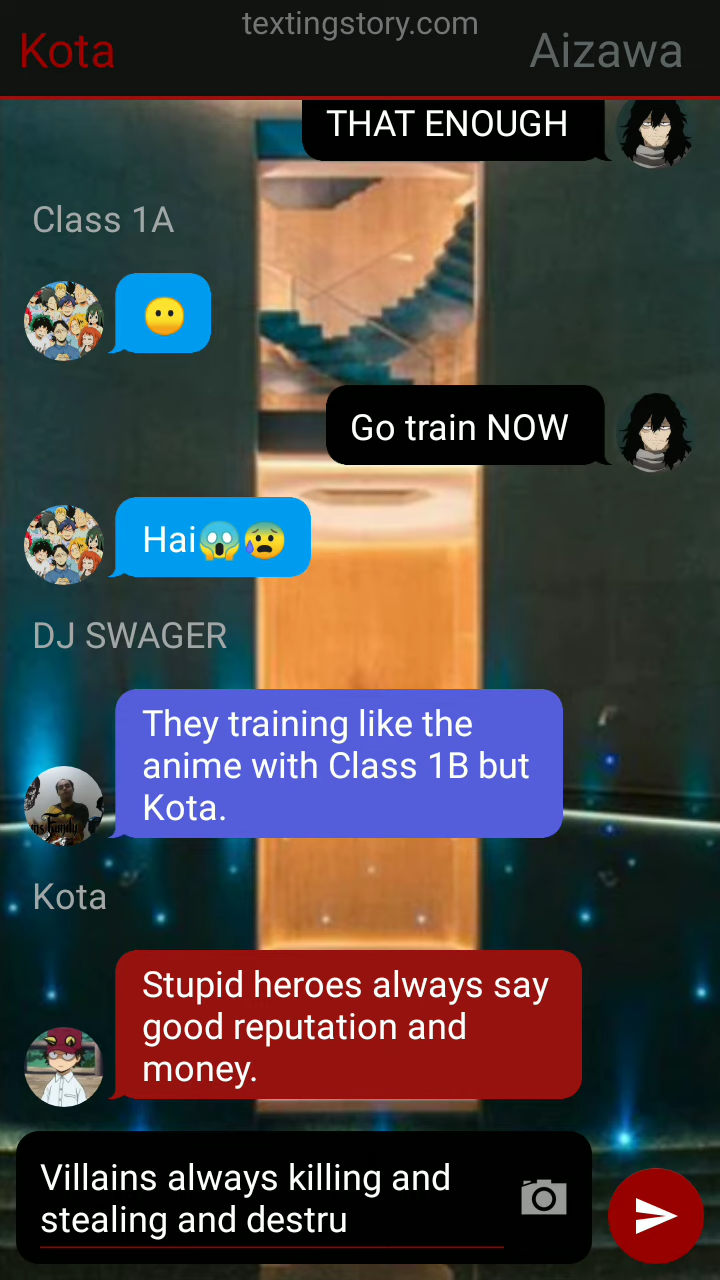 textingstory.com
Kota
Aizawa
THAT ENOUGH
Class 1A
😶
Go train NOW
Hai😱😰
DJ SWAGER
They training like the
anime with Class 1B but
Kota.
Kota
Stupid heroes always say
good reputation and
money.
Villains always killing and
stealing and destru